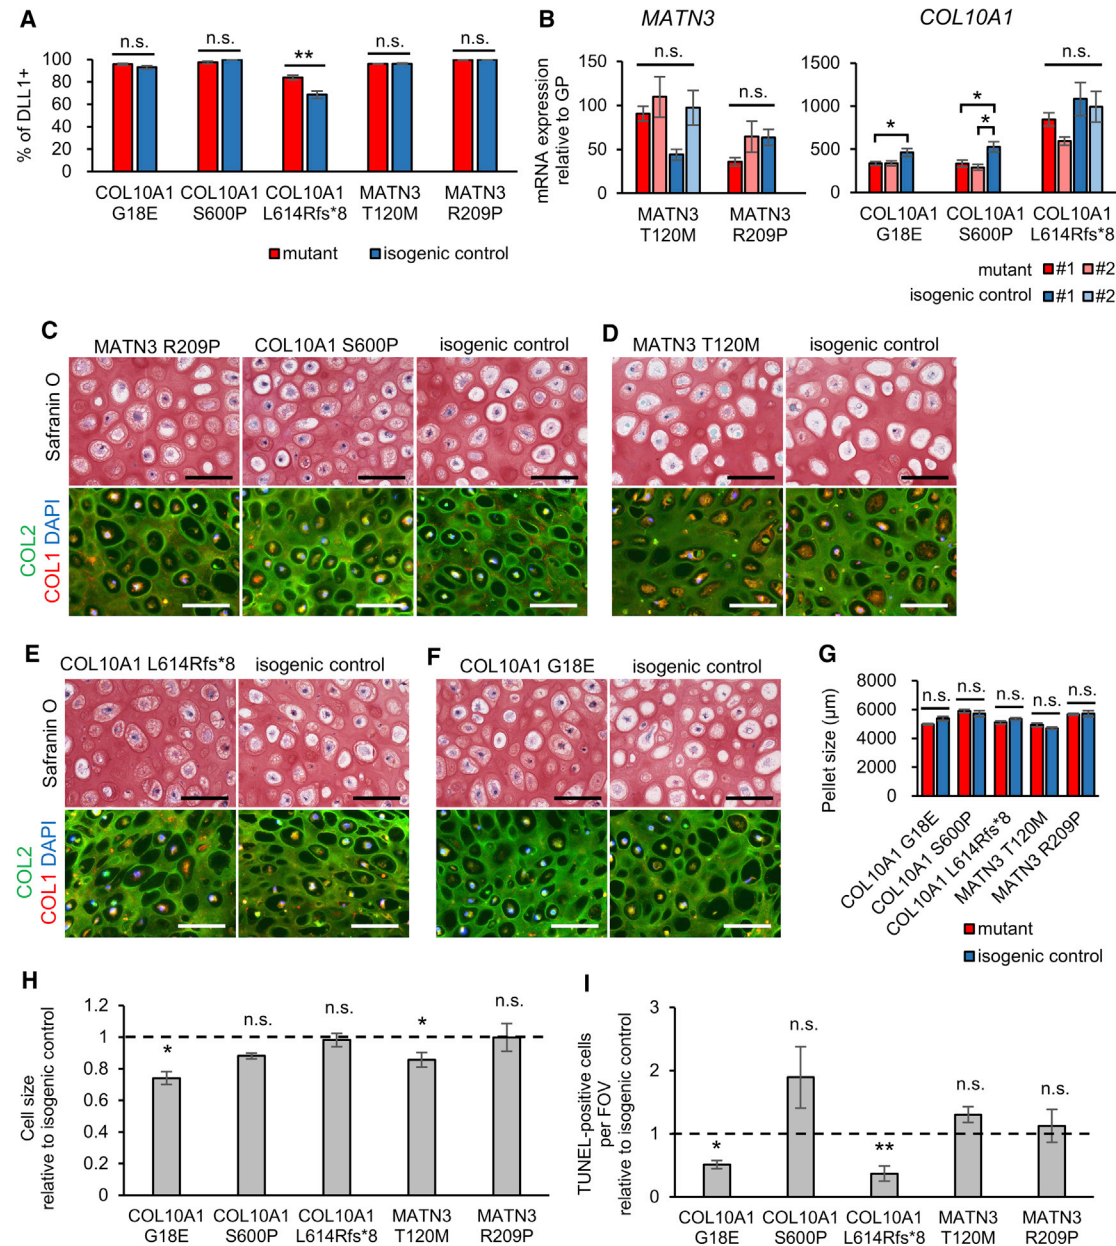 A
% of DLL1+
100
80
60
40
20
0
n.s.
n.s.
**
n.s.
n.s.
COL10A1
G18E
COL10A1
S600P
COL10A1
L614Rfs*8
MATN3
T120M
MATN3
R209P
mutant
isogenic control
B
MATN3
COL10A1
mRNA expression
relative to GP
150
100
50
0
n.s.
n.s.
MATN3
T120M
MATN3
R209P
1500
1000
500
0
*
*
*
n.s.
COL10A1
G18E
COL10A1
S600P
COL10A1
L614Rfs*8
mutant #1 #2
isogenic control #1 #2
C
MATN3 R209P
COL10A1 S600P
isogenic control
Safranin O
COL2
COL1 DAPI
D
MATN3 T120M
isogenic control
E
COL10A1 L614Rfs*8
isogenic control
Safranin O
COL2
COL1 DAPI
F
COL10A1 G18E
isogenic control
G
Pellet size (µm)
8000
6000
4000
2000
0
n.s.
n.s.
n.s.
n.s.
n.s.
COL10A1 G18E
COL10A1 S600P
COL10A1 L614Rfs*8
MATN3 T120M
MATN3 R209P
mutant
isogenic control
H
Cell size
relative to isogenic control
1.2
1
0.8
0.6
0.4
0.2
0
*
n.s.
n.s.
*
n.s.
COL10A1
G18E
COL10A1
S600P
COL10A1
L614Rfs*8
MATN3
T120M
MATN3
R209P
I
TUNEL-positive cells
per FOV
relative to isogenic control
3
2
1
0
*
n.s.
**
n.s.
n.s.
COL10A1
G18E
COL10A1
S600P
COL10A1
L614Rfs*8
MATN3
T120M
MATN3
R209P